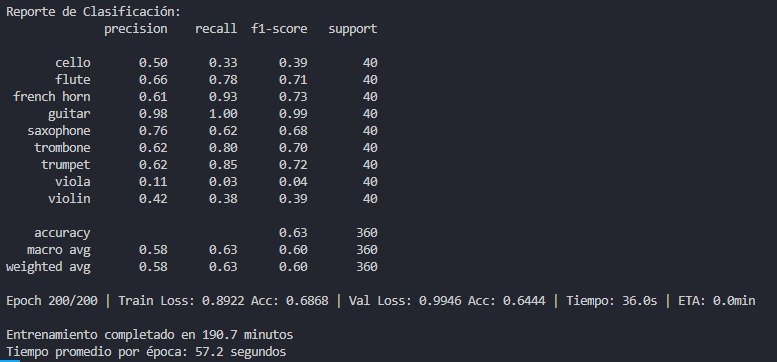 Reporte de Clasificación:
precision recall f1-score support
cello 0.50 0.33 0.39 40
flute 0.66 0.78 0.71 40
french horn 0.61 0.93 0.73 40
guitar 0.98 1.00 0.99 40
saxophone 0.76 0.62 0.68 40
trombone 0.62 0.80 0.70 40
trumpet 0.62 0.85 0.72 40
viola 0.11 0.03 0.04 40
violin 0.42 0.38 0.39 40
accuracy 0.63 360
macro avg 0.58 0.63 0.60 360
weighted avg 0.58 0.63 0.60 360
Epoch 200/200 | Train Loss: 0.8922 Acc: 0.6868 | Val Loss: 0.9946 Acc: 0.6444 | Tiempo: 36.0s | ETA: 0.0min
Entrenamiento completado en 190.7 minutos
Tiempo promedio por época: 57.2 segundos